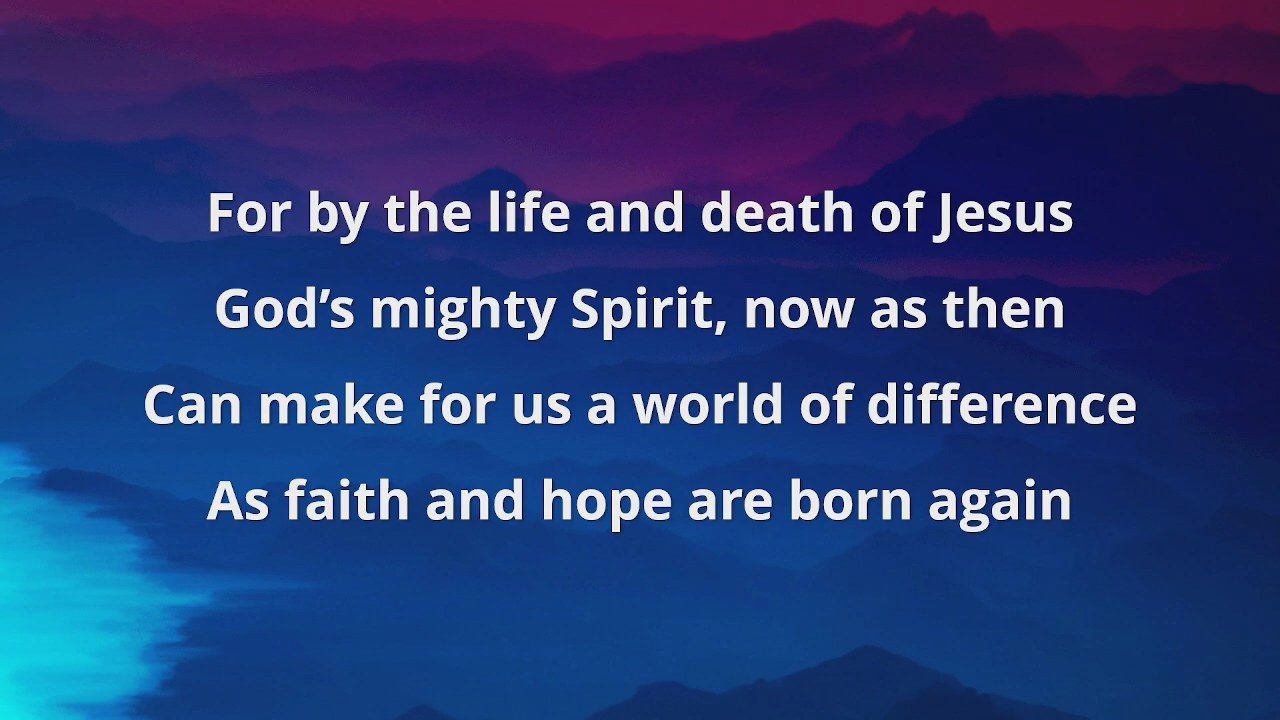 For by the life and death of Jesus
God’s mighty Spirit, now as then
Can make for us a world of difference
As faith and hope are born again